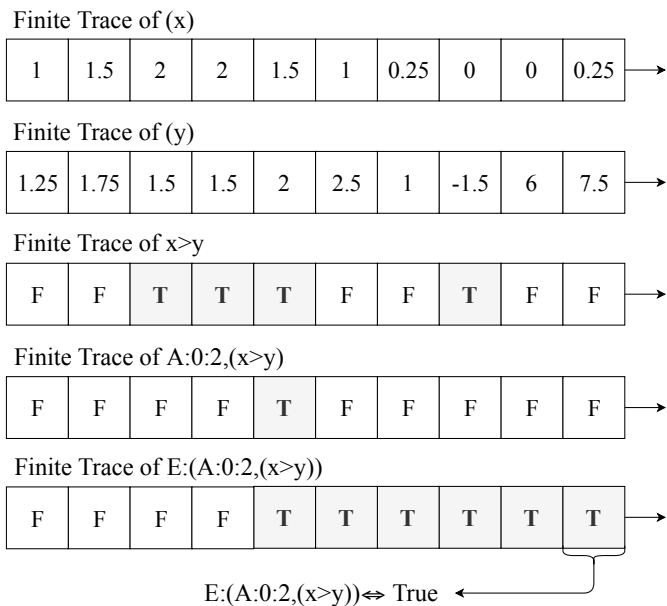 Finite Trace of (x)
1 1.5 2 2 1.5 1 0.25 0 0 0.25
Finite Trace of (y)
1.25 1.75 1.5 1.5 2 2.5 1 -1.5 6 7.5
Finite Trace of x>y
F F T T T F F T F F
Finite Trace of A:0:2,(x>y)
F F F F T F F F F F
Finite Trace of E:(A:0:2,(x>y))
F F F F T T T T T T
E:(A:0:2,(x>y))⇔ True